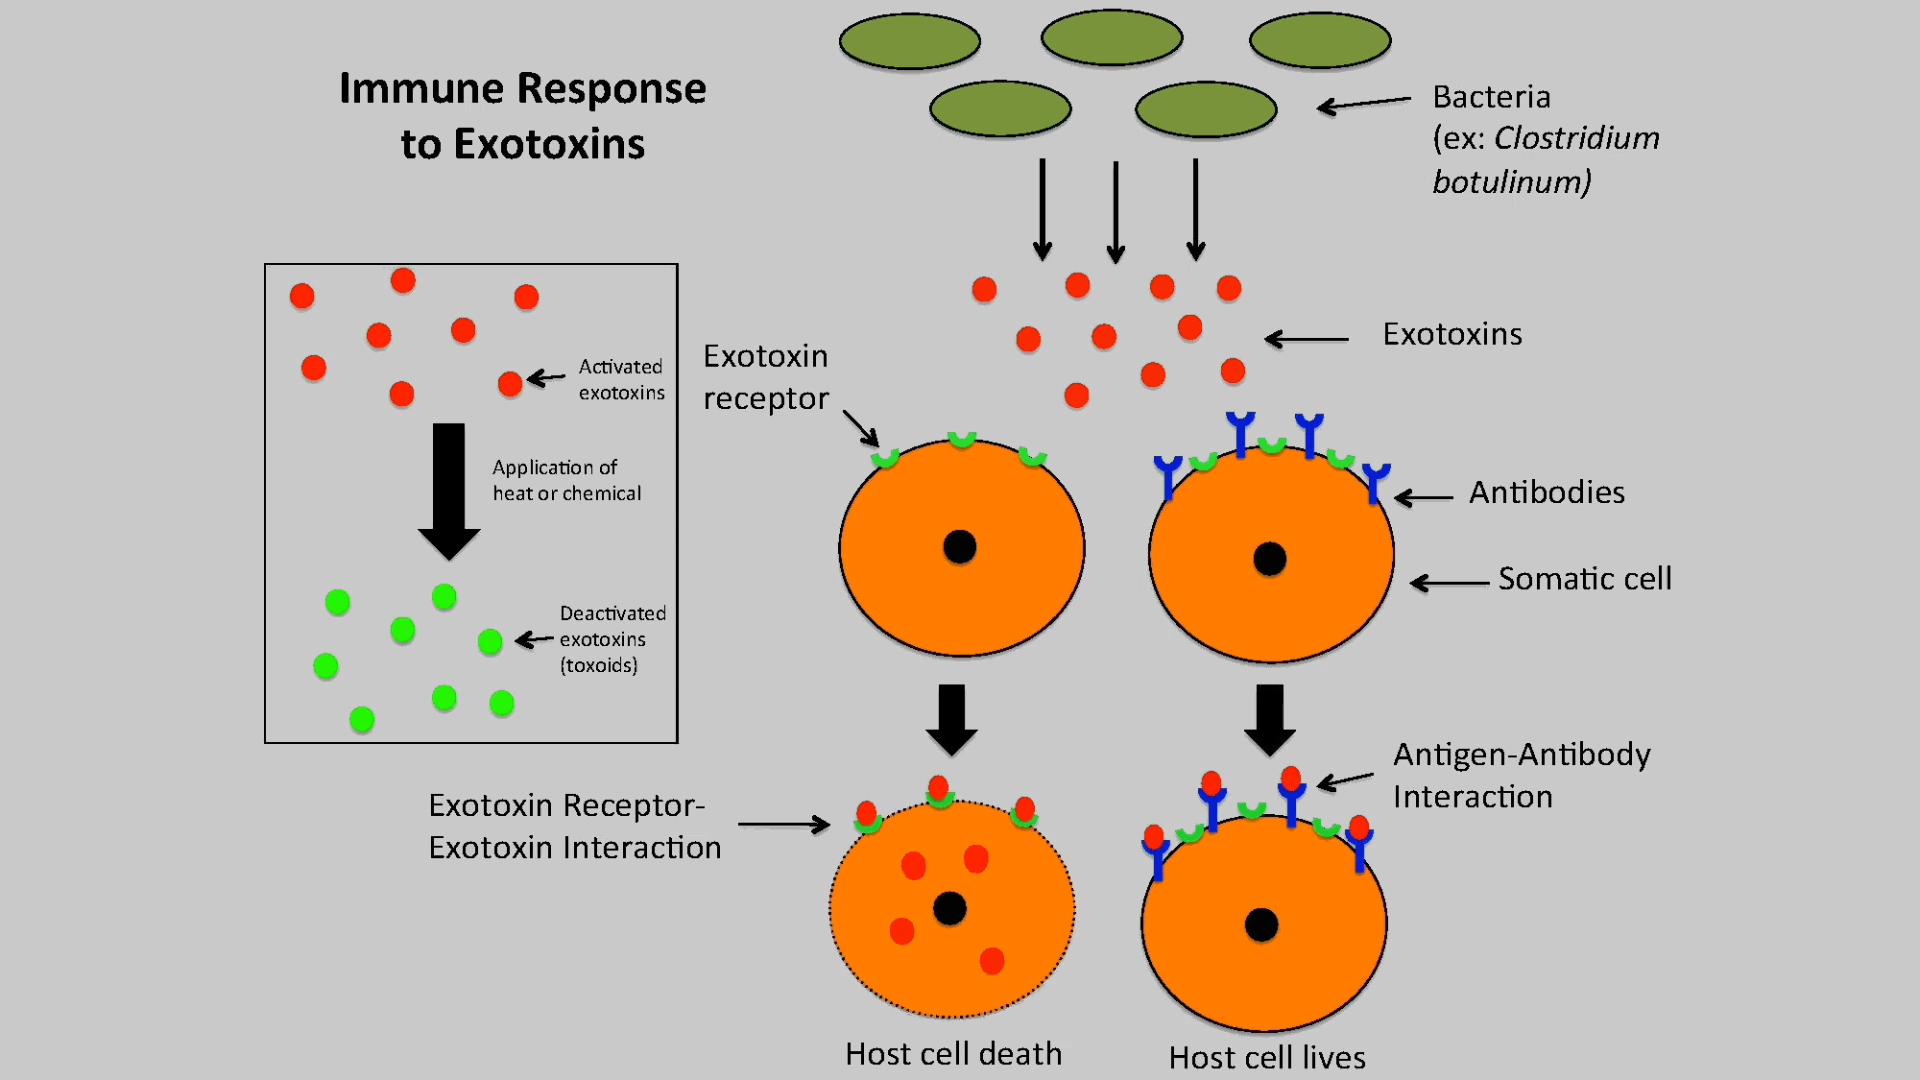 Immune Response
to Exotoxins
Bacteria
(ex: Clostridium
botulinum)
Exotoxins
Exotoxin
receptor
Activated
exotoxins
Application of
heat or chemical
Deactivated
exotoxins
(toxoids)
Antibodies
Somatic cell
Exotoxin Receptor-
Exotoxin Interaction
Antigen-Antibody
Interaction
Host cell death
Host cell lives